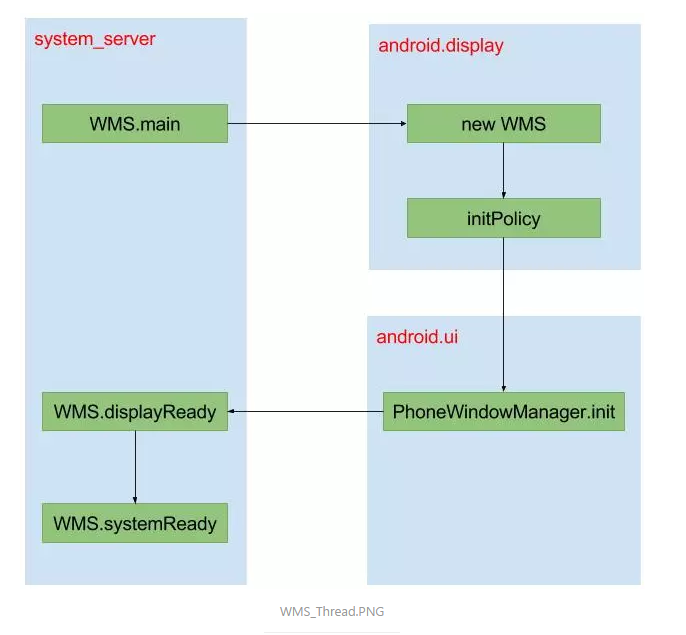 system_server
android.display
WMS.main
new WMS
initPolicy
android.ui
WMS.displayReady
PhoneWindowManager.init
WMS.systemReady
WMS_Thread.PNG